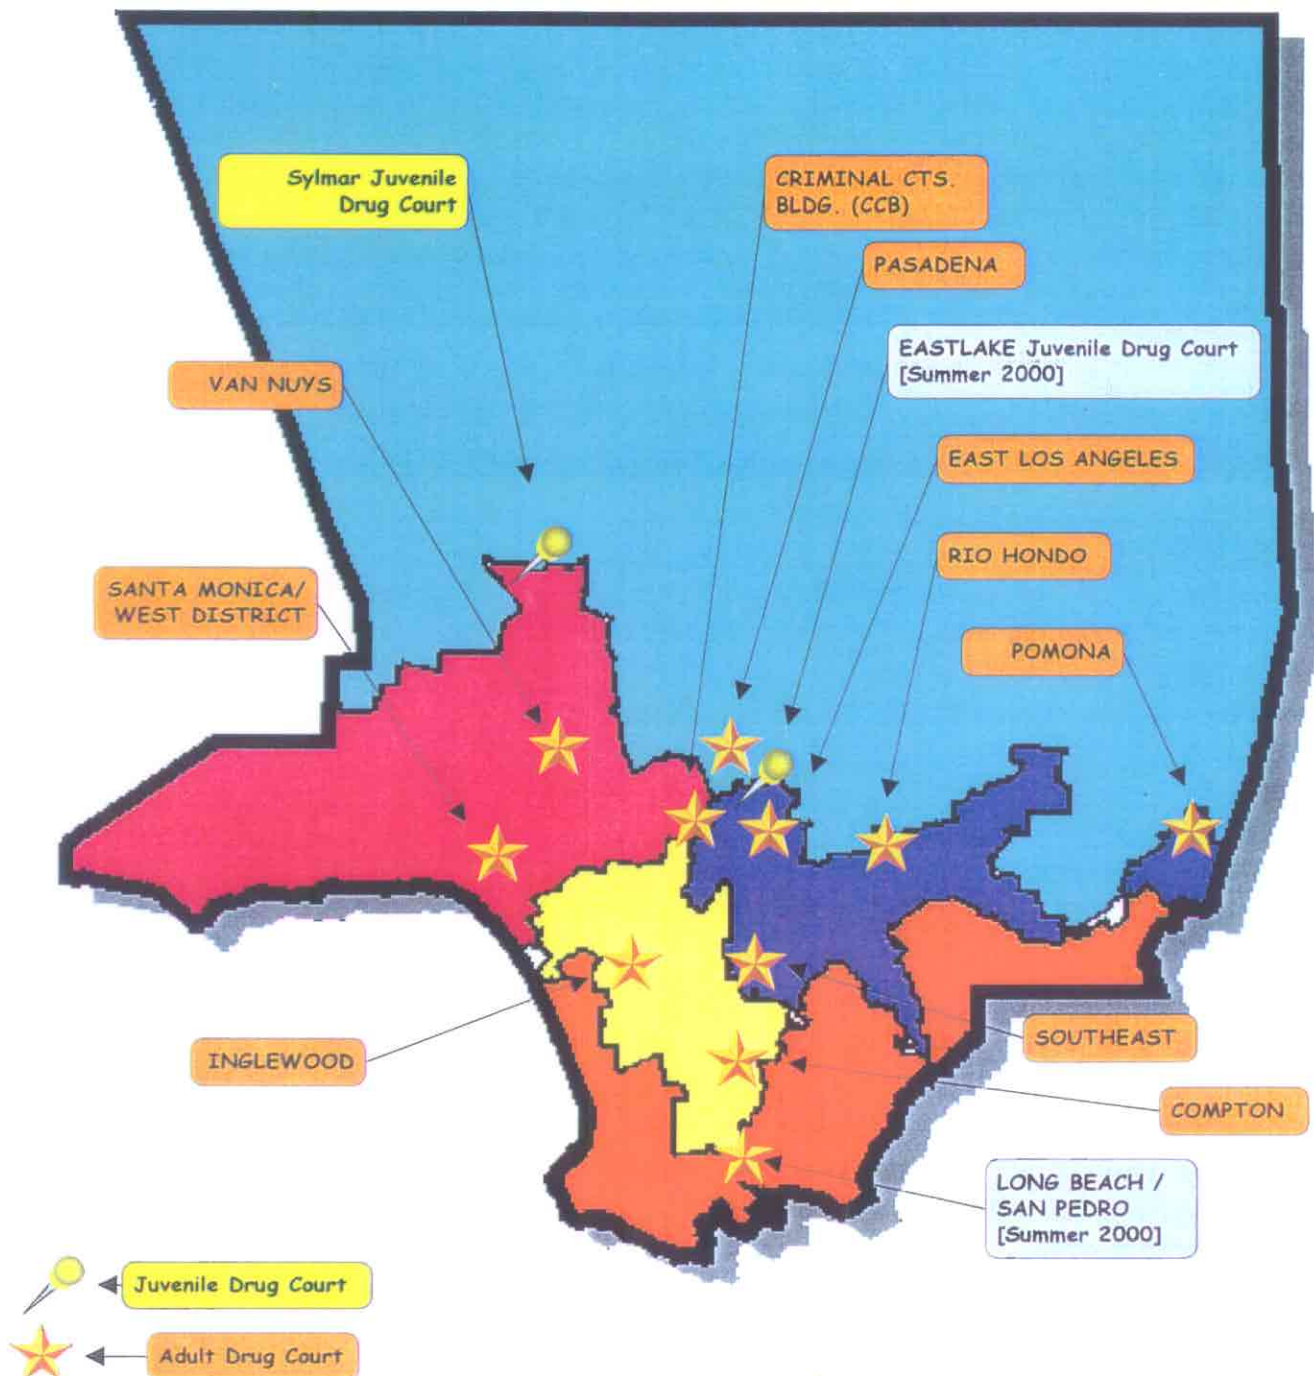 Sylmar Juvenile
Drug Court
CRIMINAL CTS.
BLDG. (CCB)
PASADENA
EASTLAKE Juvenile Drug Court
[Summer 2000]
VAN NUYS
EAST LOS ANGELES
RIO HONDO
SANTA MONICA/
WEST DISTRICT
POMONA
INGLEWOOD
SOUTHEAST
COMPTON
LONG BEACH /
SAN PEDRO
[Summer 2000]
Juvenile Drug Court
Adult Drug Court